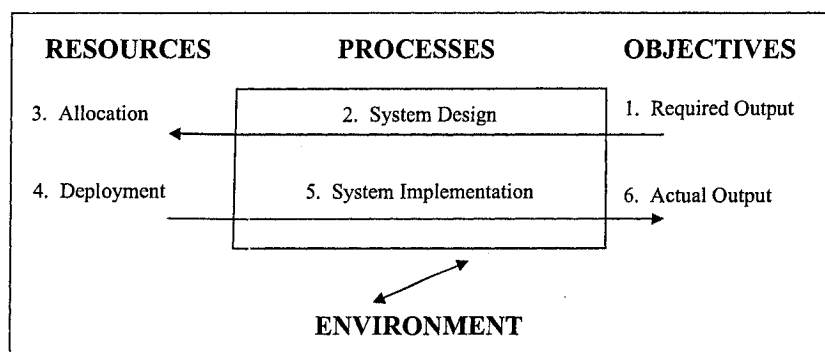 RESOURCES PROCESSES OBJECTIVES
3. Allocation 2. System Design 1. Required Output
4. Deployment 5. System Implementation 6. Actual Output
ENVIRONMENT